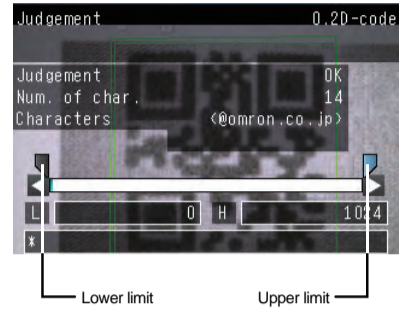 Judgement 0.2D-code
Judgement OK
Num. of char. 14
Characters <@omron.co.jp>
L 0 H 1024
*
Lower limit Upper limit